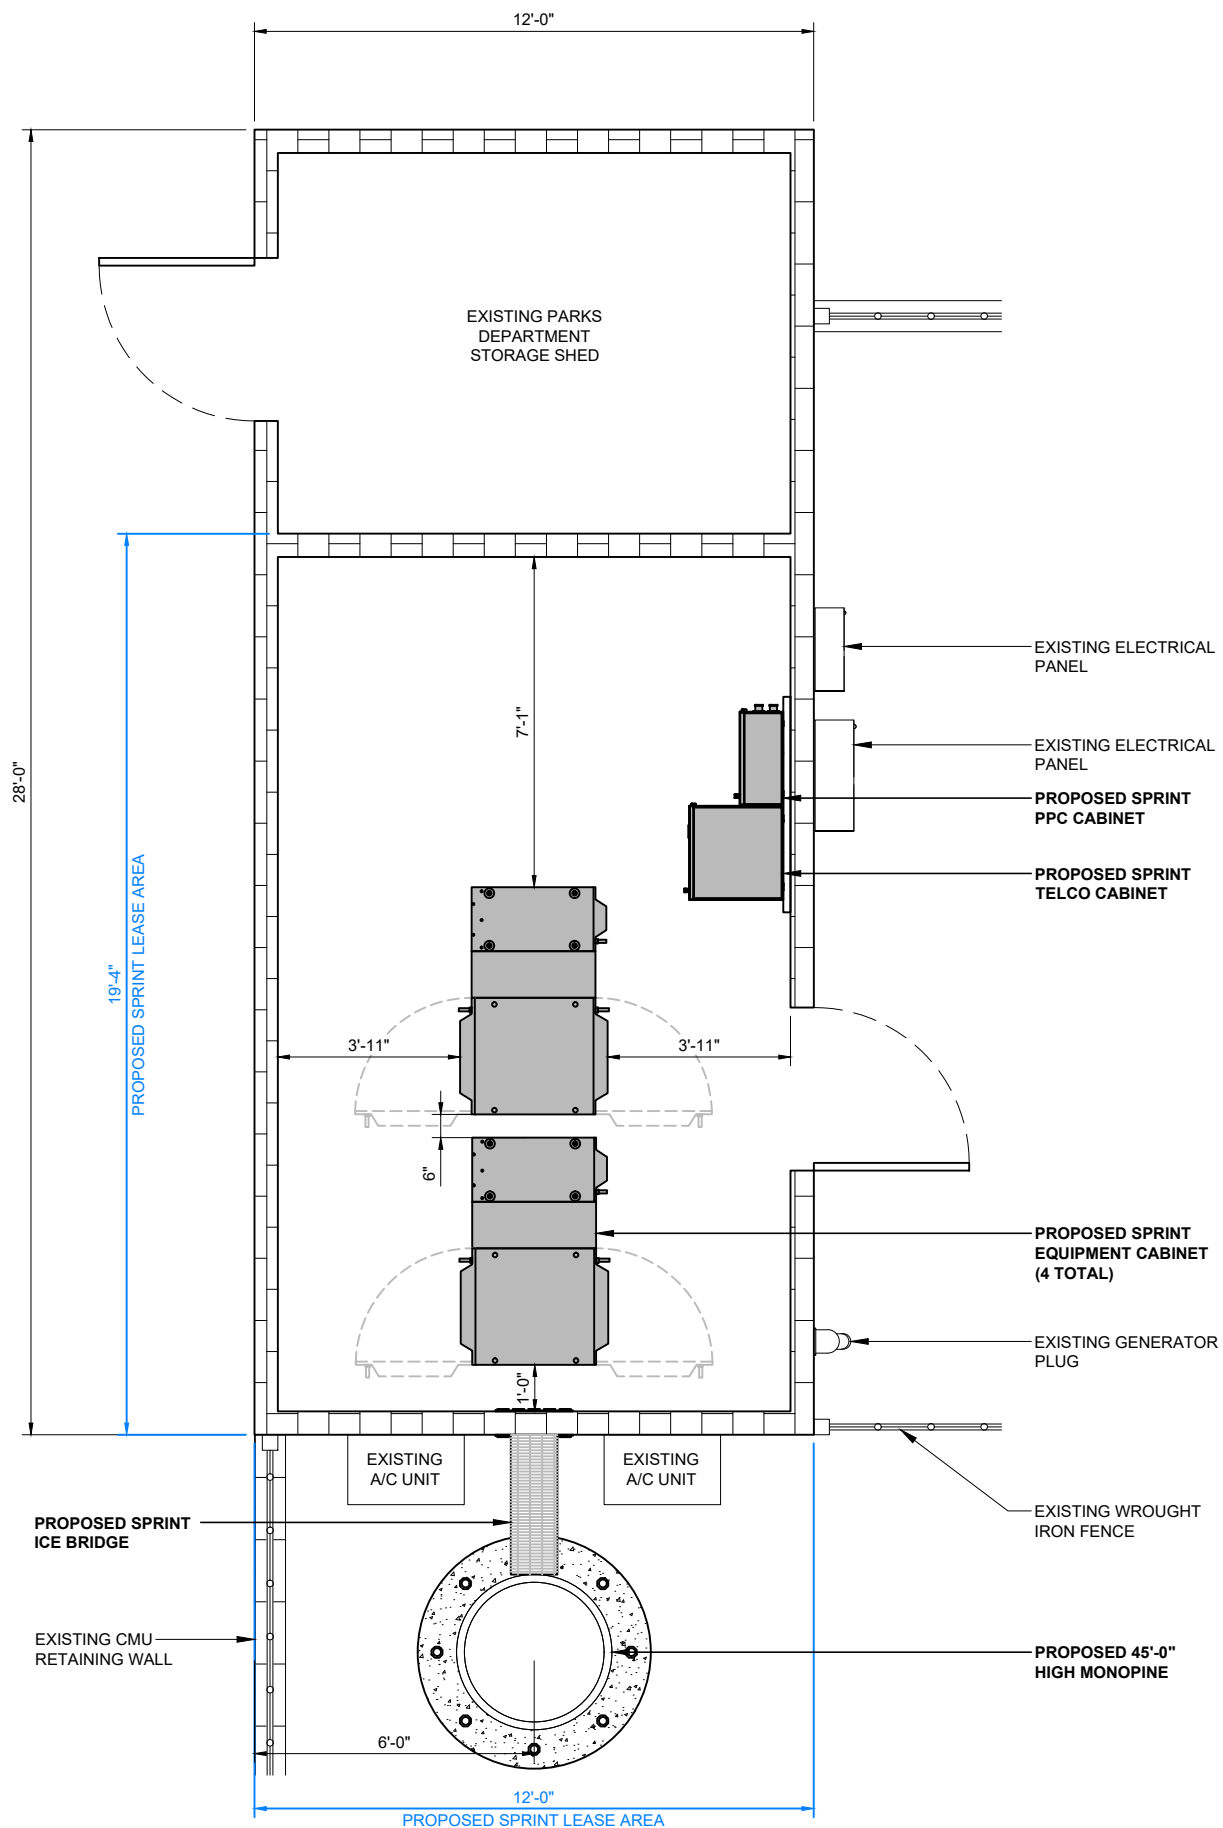 12'-0"
EXISTING PARKS
DEPARTMENT
STORAGE SHED
28'-0"
19'-4"
PROPOSED SPRINT LEASE AREA
7'-1"
EXISTING ELECTRICAL
PANEL
EXISTING ELECTRICAL
PANEL
PROPOSED SPRINT
PPC CABINET
PROPOSED SPRINT
TELCO CABINET
3'-11"
3'-11"
6"
PROPOSED SPRINT
EQUIPMENT CABINET
(4 TOTAL)
EXISTING GENERATOR
PLUG
1'-0"
EXISTING
A/C UNIT
EXISTING
A/C UNIT
PROPOSED SPRINT
ICE BRIDGE
EXISTING WROUGHT
IRON FENCE
EXISTING CMU
RETAINING WALL
PROPOSED 45'-0"
HIGH MONOPINE
6'-0"
12'-0"
PROPOSED SPRINT LEASE AREA